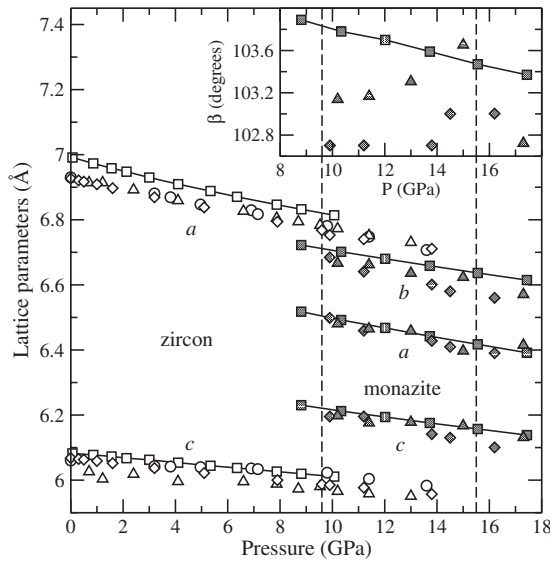 7.4
7.2
7
6.8
6.6
6.4
6.2
6
Lattice parameters (Å)
0 2 4 6 8 10 12 14 16 18
Pressure (GPa)
a
zircon
c
b
a
monazite
c
103.6
103.2
102.8
β (degrees)
8 10 12 14 16 18
P (GPa)